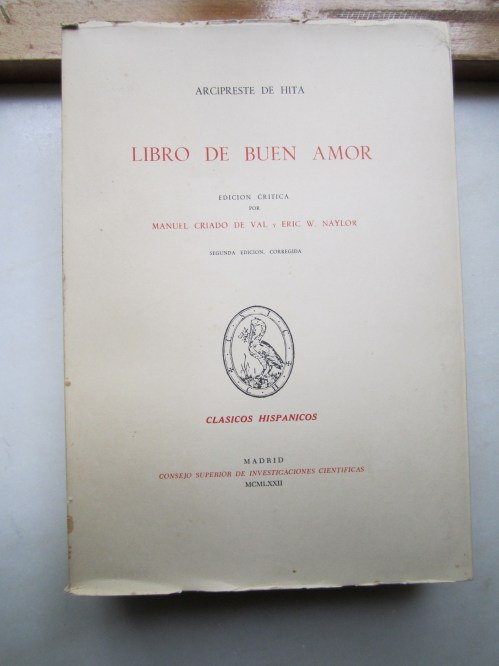 ARCIPRESTE DE HITA
LIBRO DE BUEN AMOR
EDICION CRITICA
POR
MANUEL CRIADO DE VAL y ERIC W. NAYLOR
SEGUNDA EDICION, CORREGIDA
CLASICOS HISPANICOS
MADRID
CONSEJO SUPERIOR DE INVESTIGACIONES CIENTIFICAS
MCMLXXII